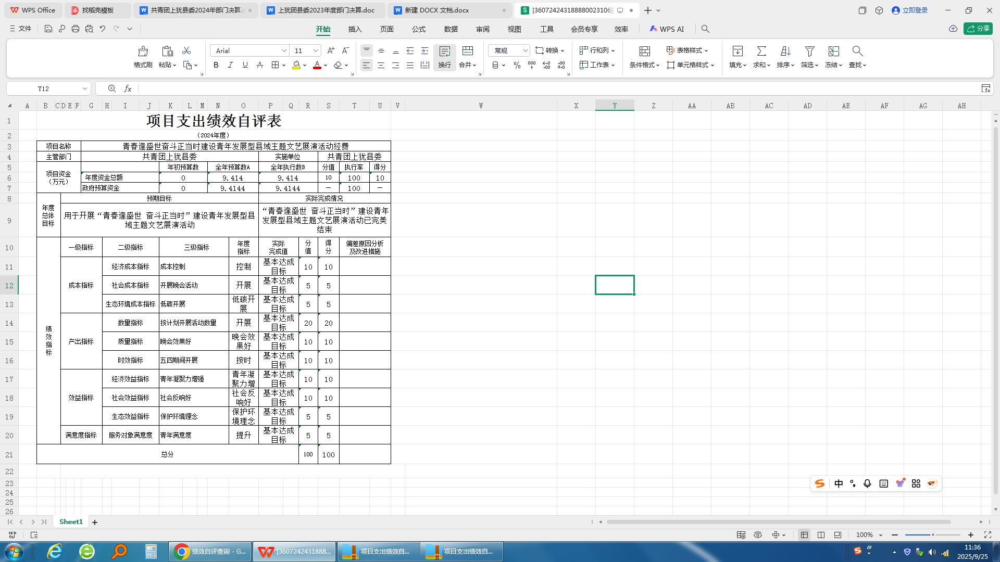 WPS Office
找稻壳模板
共青团上犹县委2024年部门决算.
上犹团县委2023年度部门决算.doc
新建 DOCX 文档.docx
[360724243188880023106]
立即登录
文件
开始 插入 页面 公式 数据 审阅 视图 工具 会员专享 效率 WPS AI
分享
格式刷 粘贴
Arial 11
B I U A
换行 合并
常规 转换
行和列 工作表
条件格式 表格样式 单元格样式
填充 求和 排序 筛选 冻结 查找
Y12
fx
A B C D E F G H I J K L M N O P Q R S T U V W X Y Z AA AB AC AD AE AF AG AH
1 项目支出绩效自评表
2 （2024年度）
3 项目名称 青春逢盛世奋斗正当时建设青年发展型县域主题文艺展演活动经费
4 主管部门 共青团上犹县委 实施单位 共青团上犹县委
5 项目资金（万元） 年初预算数 全年预算数A 全年执行数B 分值 执行率 得分
6 年度资金总额 0 9.414 9.414 10 100 10
7 政府预算资金 0 9.4144 9.4144 — 100 —
8 年度总体目标 预期目标 实际完成情况
9 用于开展“青春逢盛世 奋斗正当时”建设青年发展型县域主题文艺展演活动 “青春逢盛世 奋斗正当时”建设青年发展型县域主题文艺展演活动已完美结束
10 绩效指标 一级指标 二级指标 三级指标 年度指标 实际完成值 分值 得分 偏差原因分析及改进措施
11 成本指标 经济成本指标 成本控制 控制 基本达成目标 10 10
12 社会成本指标 开展晚会活动 开展 基本达成目标 5 5
13 生态环境成本指标 低碳开展 低碳开展 基本达成目标 5 5
14 产出指标 数量指标 按计划开展活动数量 开展 基本达成目标 20 20
15 质量指标 晚会效果好 晚会效果好 基本达成目标 10 10
16 时效指标 五四期间开展 按时 基本达成目标 10 10
17 效益指标 经济效益指标 青年凝聚力增强 青年凝聚力增 基本达成目标 10 10
18 社会效益指标 社会反响好 社会反响好 基本达成目标 10 10
19 生态效益指标 保护环境理念 保护环境理念 基本达成目标 5 5
20 满意度指标 服务对象满意度 青年满意度 提升 基本达成目标 5 5
21 总分 100 100
22
23
24
25
26
中
Sheet1
100%
绩效自评查询 - G...
[3607242431888...
项目支出绩效自...
项目支出绩效自...
11:36
2025/9/25